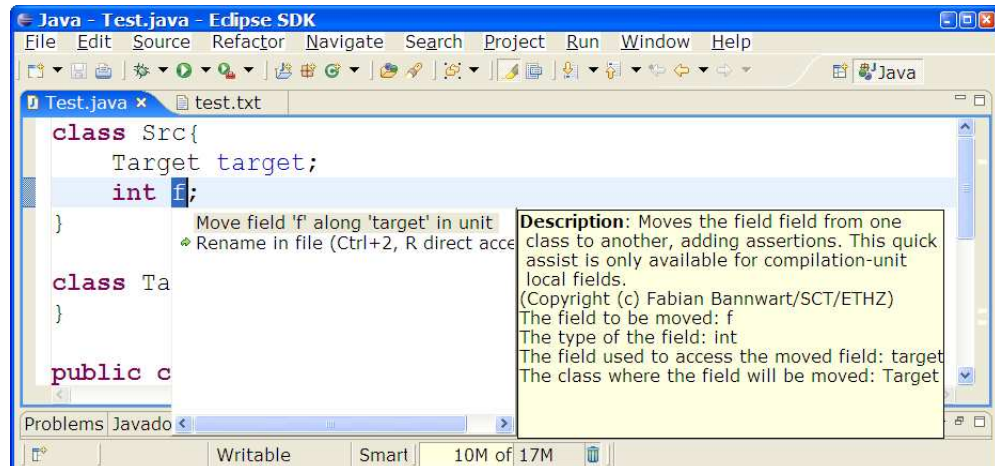 Java - Test.java - Eclipse SDK
File Edit Source Refactor Navigate Search Project Run Window Help
Java
Test.java test.txt
class Src{
Target target;
int f;
}
Move field 'f' along 'target' in unit
Rename in file (Ctrl+2, R direct acce
class Ta
}
public c
Description: Moves the field field from one
class to another, adding assertions. This quick
assist is only available for compilation-unit
local fields.
(Copyright (c) Fabian Bannwart/SCT/ETHZ)
The field to be moved: f
The type of the field: int
The field used to access the moved field: target
The class where the field will be moved: Target
Problems Javado
Writable Smart 10M of 17M